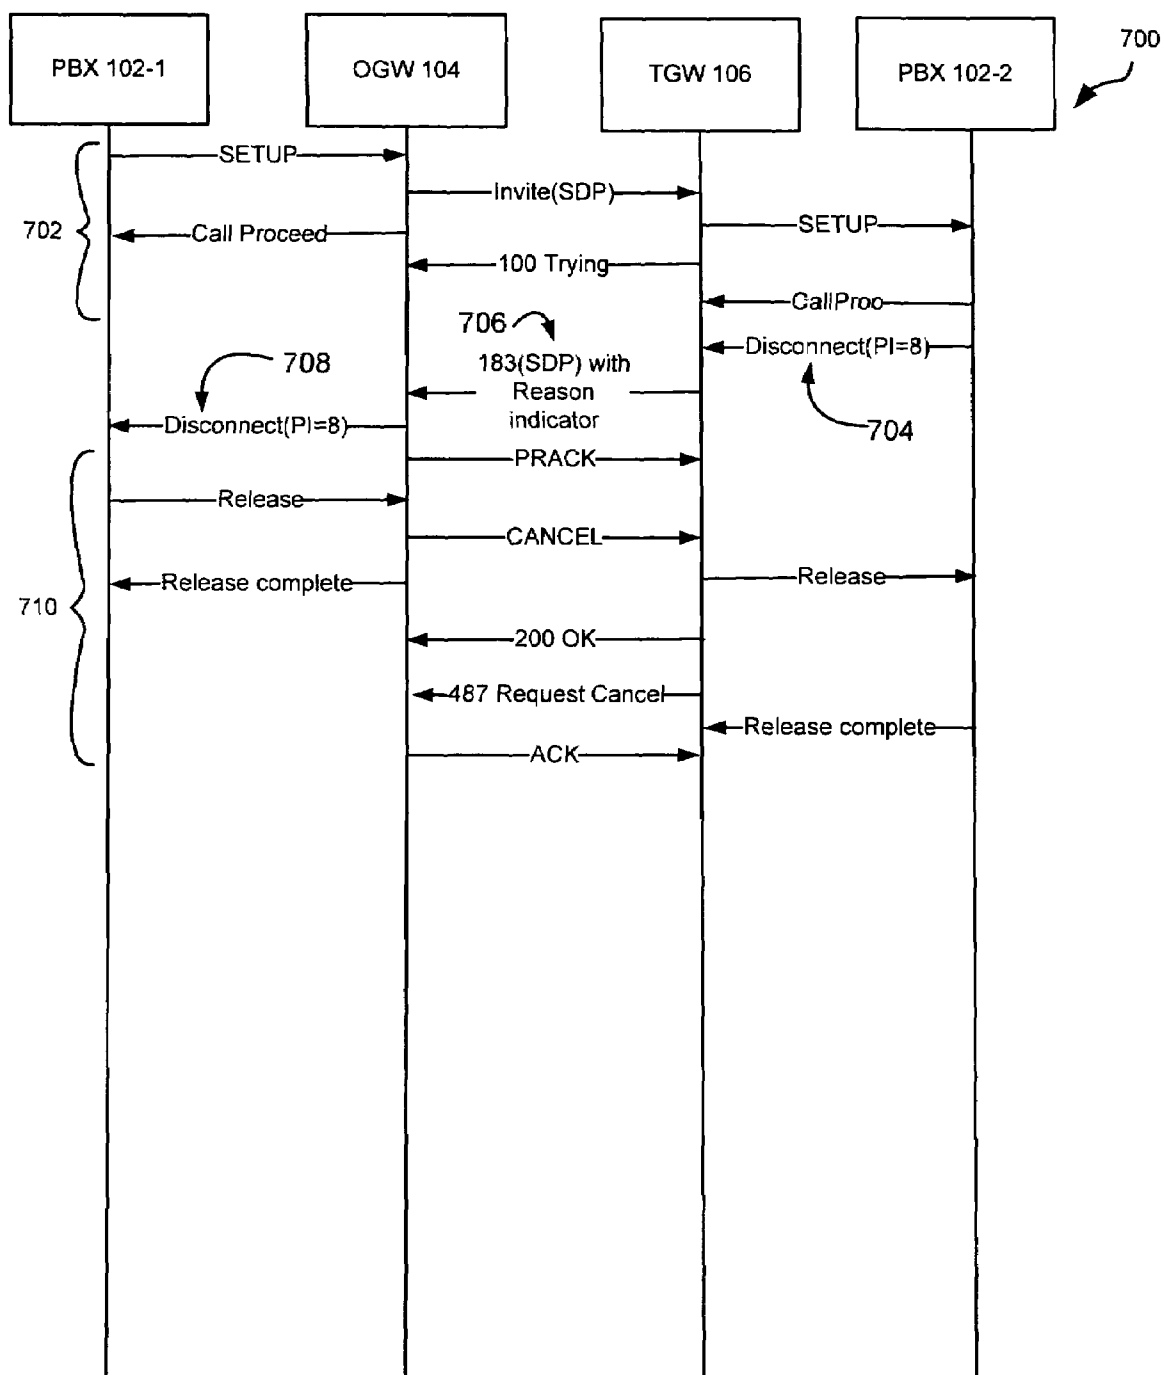 700
PBX 102-1
OGW 104
TGW 106
PBX 102-2
SETUP
Invite(SDP)
702
Call Proceed
SETUP
100 Trying
CallProc
706
Disconnect(PI=8)
708
183(SDP) with
Reason
indicator
Disconnect(PI=8)
704
PRACK
Release
CANCEL
Release complete
Release
710
200 OK
487 Request Cancel
Release complete
ACK